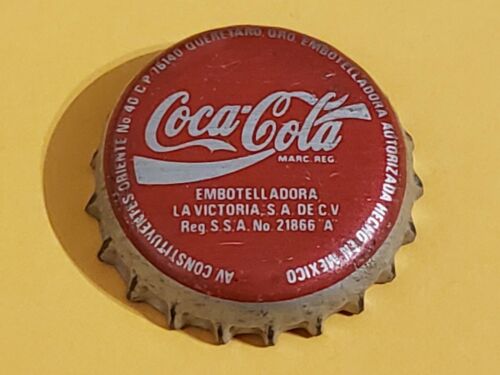 Coca-Cola
MARC. REG.
EMBOTELLADORA
LA VICTORIA, S.A. DE C.V.
Reg. S.S.A. No. 21866 "A"
AV CONSTITUYENTES ORIENTE No. 40 C P 76140 QUERETARO, QRO. EMBOTELLADORA AUTORIZADA HECHO EN MEXICO